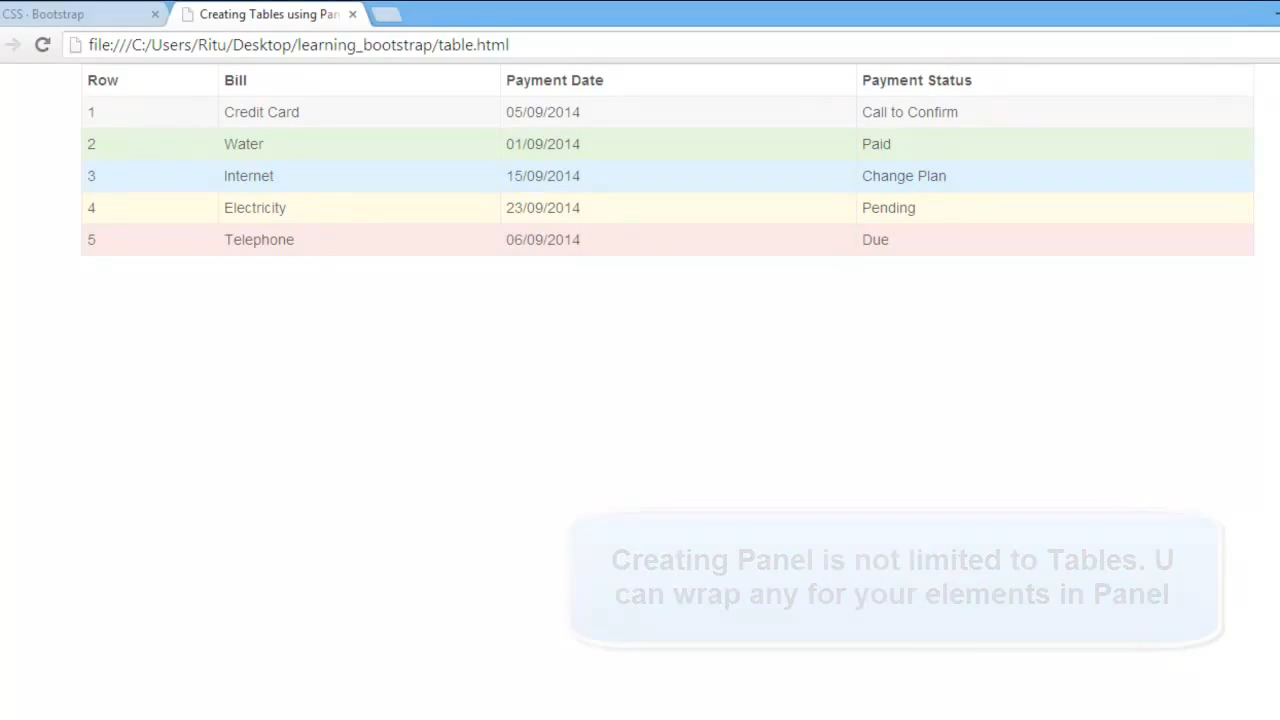 CSS · Bootstrap
Creating Tables using Pan
file:///C:/Users/Ritu/Desktop/learning_bootstrap/table.html
Row Bill Payment Date Payment Status
1 Credit Card 05/09/2014 Call to Confirm
2 Water 01/09/2014 Paid
3 Internet 15/09/2014 Change Plan
4 Electricity 23/09/2014 Pending
5 Telephone 06/09/2014 Due
Creating Panel is not limited to Tables. U
can wrap any for your elements in Panel